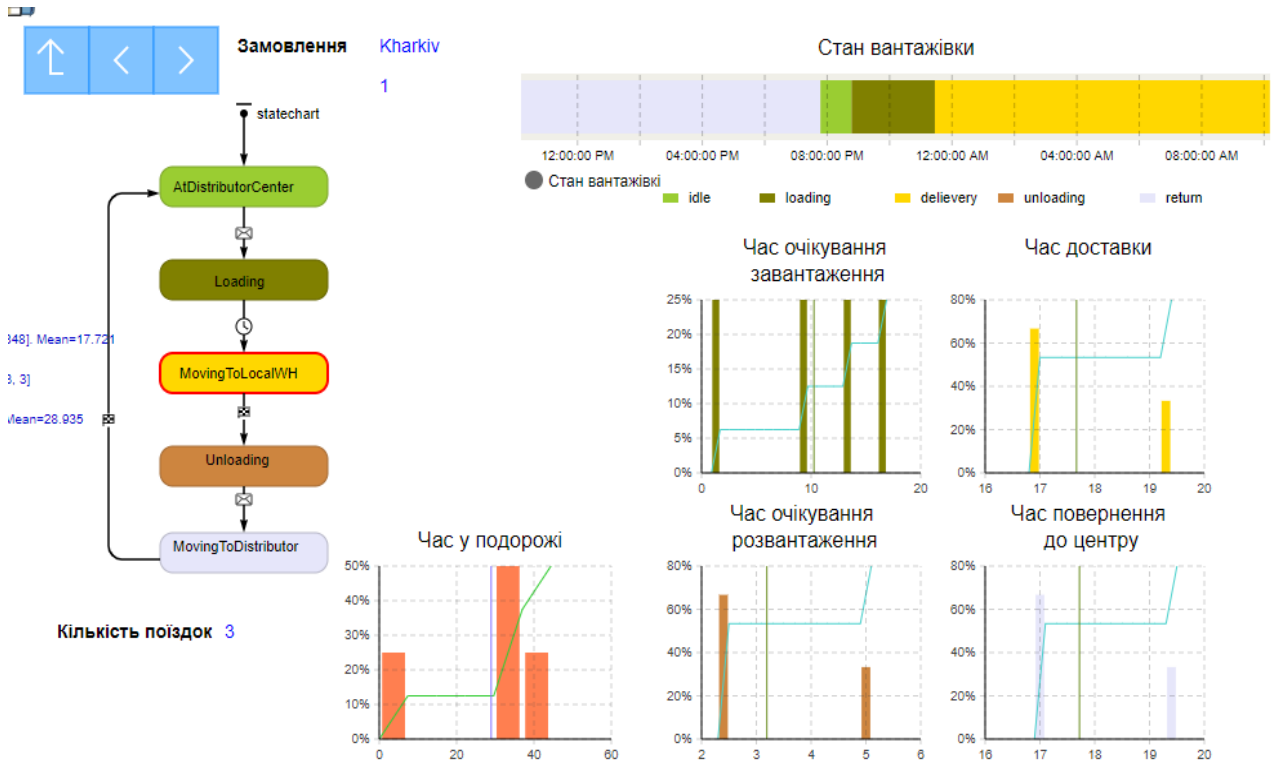 Замовлення Kharkiv
1
statechart
AtDistributorCenter
Loading
MovingToLocalWH
Unloading
MovingToDistributor
348]. Mean=17.721
3, 3]
Mean=28.935
Кількість поїздок 3
Стан вантажівки
12:00:00 PM 04:00:00 PM 08:00:00 PM 12:00:00 AM 04:00:00 AM 08:00:00 AM
Стан вантажівкі
idle loading delievery unloading return
Час очікування
завантаження
25%
20%
15%
10%
5%
0%
0 10 20
Час доставки
80%
60%
40%
20%
0%
16 17 18 19 20
Час у подорожі
50%
40%
30%
20%
10%
0%
0 20 40 60
Час очікування
розвантаження
80%
60%
40%
20%
0%
2 3 4 5 6
Час повернення
до центру
80%
60%
40%
20%
0%
16 17 18 19 20